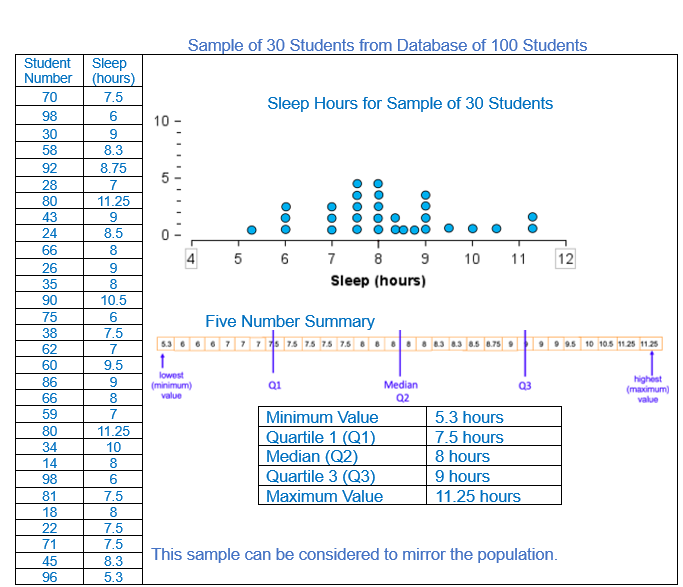 Sample of 30 Students from Database of 100 Students
Student Number Sleep (hours)
70 7.5
98 6
30 9
58 8.3
92 8.75
28 7
80 11.25
43 9
24 8.5
66 8
26 9
35 8
90 10.5
75 6
38 7.5
62 7
60 9.5
86 9
66 8
59 7
80 11.25
34 10
14 8
98 6
81 7.5
18 8
22 7.5
71 7.5
45 8.3
96 5.3
Sleep Hours for Sample of 30 Students
10
5
0
4 5 6 7 8 9 10 11 12
Sleep (hours)
Five Number Summary
5.3 6 6 6 7 7 7 7.5 7.5 7.5 7.5 7.5 8 8 8 8 8 8.3 8.3 8.5 8.75 9 9 9 9 9.5 10 10.5 11.25 11.25
lowest
(minimum)
value
Q1
Median
Q2
Q3
highest
(maximum)
value
Minimum Value 5.3 hours
Quartile 1 (Q1) 7.5 hours
Median (Q2) 8 hours
Quartile 3 (Q3) 9 hours
Maximum Value 11.25 hours
This sample can be considered to mirror the population.